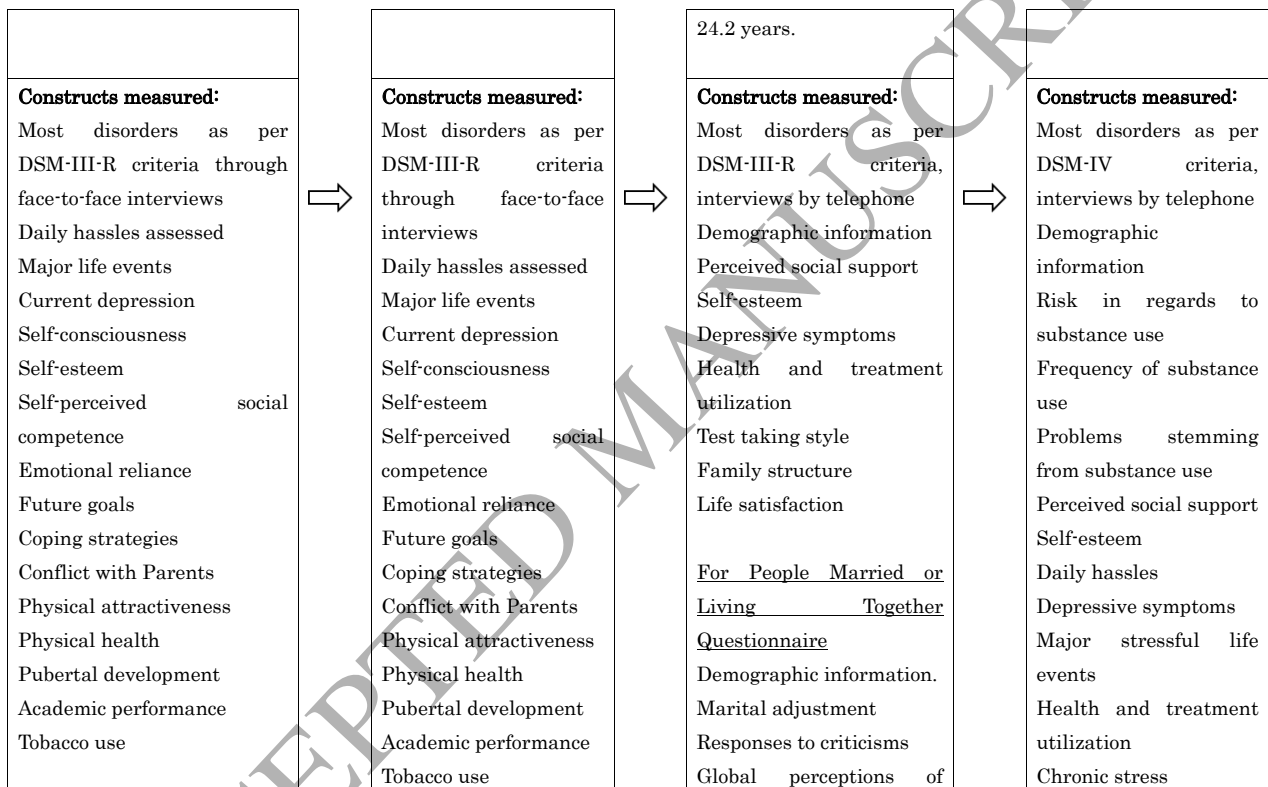 24.2 years.
Constructs measured:
Most disorders as per
DSM-III-R criteria through
face-to-face interviews
Daily hassles assessed
Major life events
Current depression
Self-consciousness
Self-esteem
Self-perceived social
competence
Emotional reliance
Future goals
Coping strategies
Conflict with Parents
Physical attractiveness
Physical health
Pubertal development
Academic performance
Tobacco use
Constructs measured:
Most disorders as per
DSM-III-R criteria
through face-to-face
interviews
Daily hassles assessed
Major life events
Current depression
Self-consciousness
Self-esteem
Self-perceived social
competence
Emotional reliance
Future goals
Coping strategies
Conflict with Parents
Physical attractiveness
Physical health
Pubertal development
Academic performance
Tobacco use
Constructs measured:
Most disorders as per
DSM-III-R criteria,
interviews by telephone
Demographic information
Perceived social support
Self-esteem
Depressive symptoms
Health and treatment
utilization
Test taking style
Family structure
Life satisfaction
For People Married or
Living Together
Questionnaire
Demographic information.
Marital adjustment
Responses to criticisms
Global perceptions of
Constructs measured:
Most disorders as per
DSM-IV criteria,
interviews by telephone
Demographic
information
Risk in regards to
substance use
Frequency of substance
use
Problems stemming
from substance use
Perceived social support
Self-esteem
Daily hassles
Depressive symptoms
Major stressful life
events
Health and treatment
utilization
Chronic stress
EPTED MANUSCRI